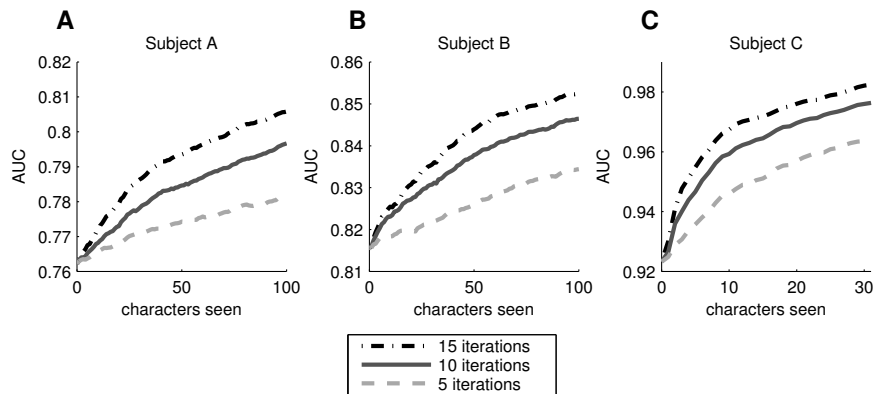 A
Subject A
0.82
0.81
0.8
0.79
0.78
0.77
0.76
AUC
0
50
100
characters seen
B
Subject B
0.86
0.85
0.84
0.83
0.82
0.81
AUC
0
50
100
characters seen
C
Subject C
0.98
0.96
0.94
0.92
AUC
0
10
20
30
characters seen
15 iterations
10 iterations
5 iterations